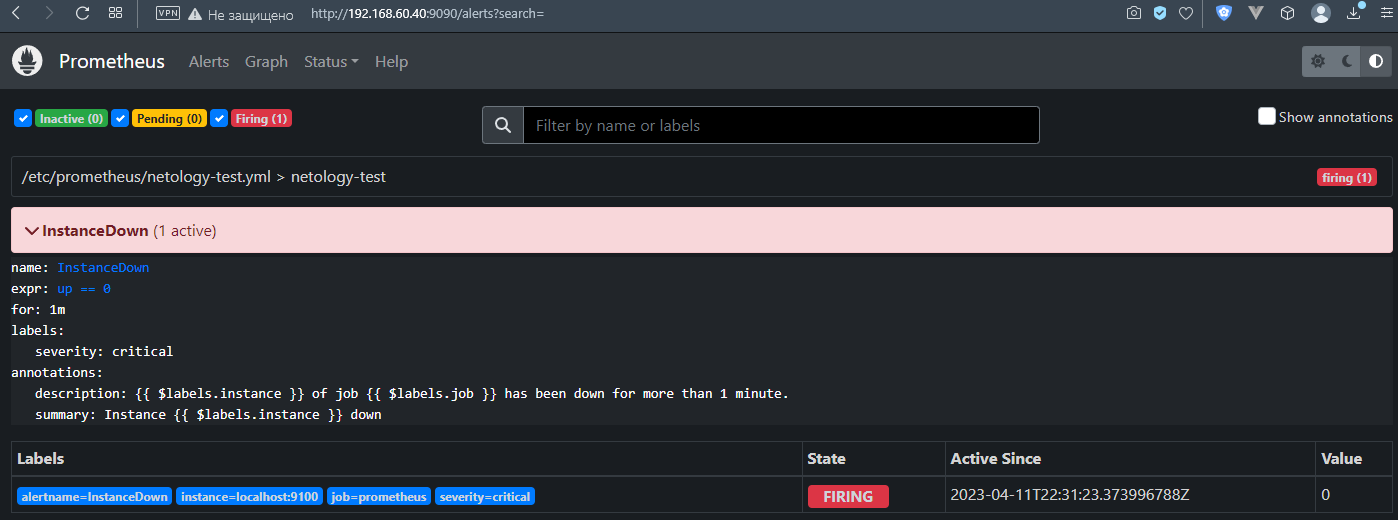 VPN Не защищено http://192.168.60.40:9090/alerts?search=
Prometheus Alerts Graph Status Help
Inactive (0) Pending (0) Firing (1) Filter by name or labels Show annotations
/etc/prometheus/netology-test.yml > netology-test firing (1)
InstanceDown (1 active)
name: InstanceDown
expr: up == 0
for: 1m
labels:
severity: critical
annotations:
description: {{ $labels.instance }} of job {{ $labels.job }} has been down for more than 1 minute.
summary: Instance {{ $labels.instance }} down
Labels State Active Since Value
alertname=InstanceDown instance=localhost:9100 job=prometheus severity=critical FIRING 2023-04-11T22:31:23.373996788Z 0